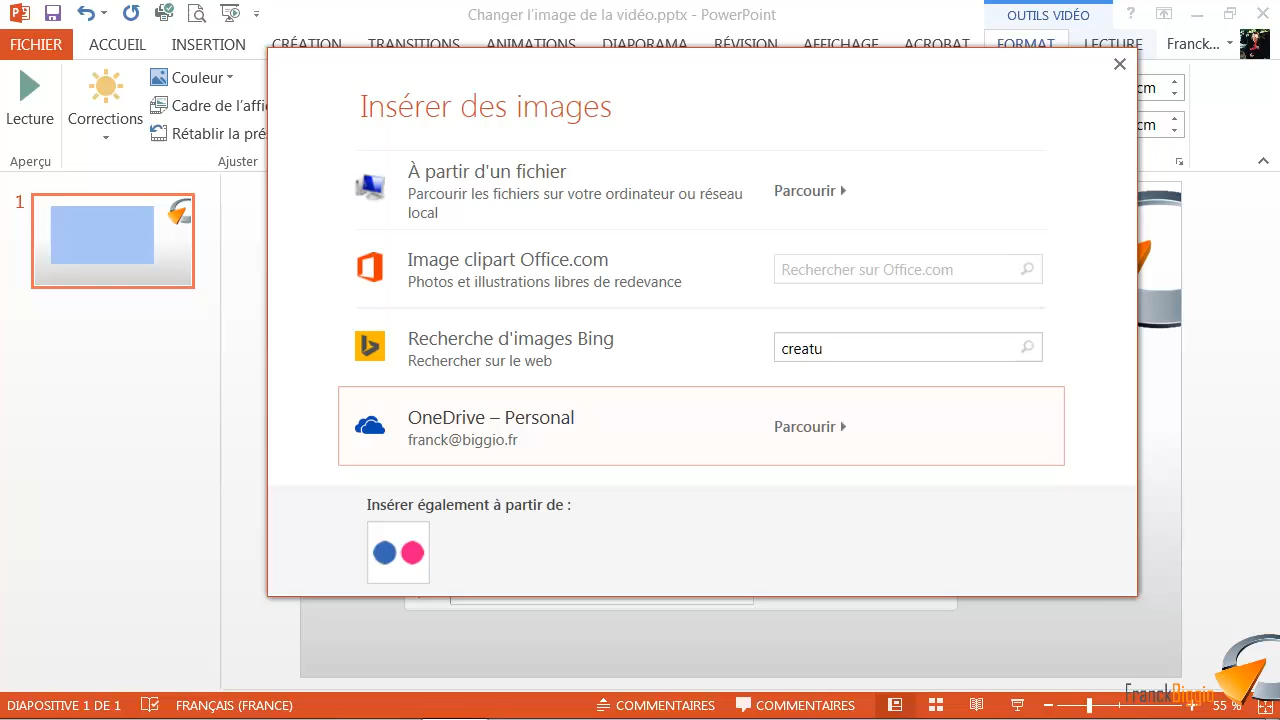 Changer l'image de la vidéo.pptx - PowerPoint
OUTILS VIDÉO
?
FICHIER ACCUEIL INSERTION CRÉATION TRANSITIONS ANIMATIONS DIAPORAMA RÉVISION AFFICHAGE ACROBAT FORMAT LECTURE Franck...
Lecture
Corrections
Couleur
Cadre de l'affi
Rétablir la pré
cm
cm
Aperçu
Ajuster
1
Insérer des images
À partir d'un fichier
Parcourir les fichiers sur votre ordinateur ou réseau
local
Parcourir
Image clipart Office.com
Photos et illustrations libres de redevance
Rechercher sur Office.com
Recherche d'images Bing
Rechercher sur le web
creatu
OneDrive – Personal
franck@biggio.fr
Parcourir
Insérer également à partir de :
FranckBiggio
DIAPOSITIVE 1 DE 1 FRANÇAIS (FRANCE) COMMENTAIRES COMMENTAIRES 55 %